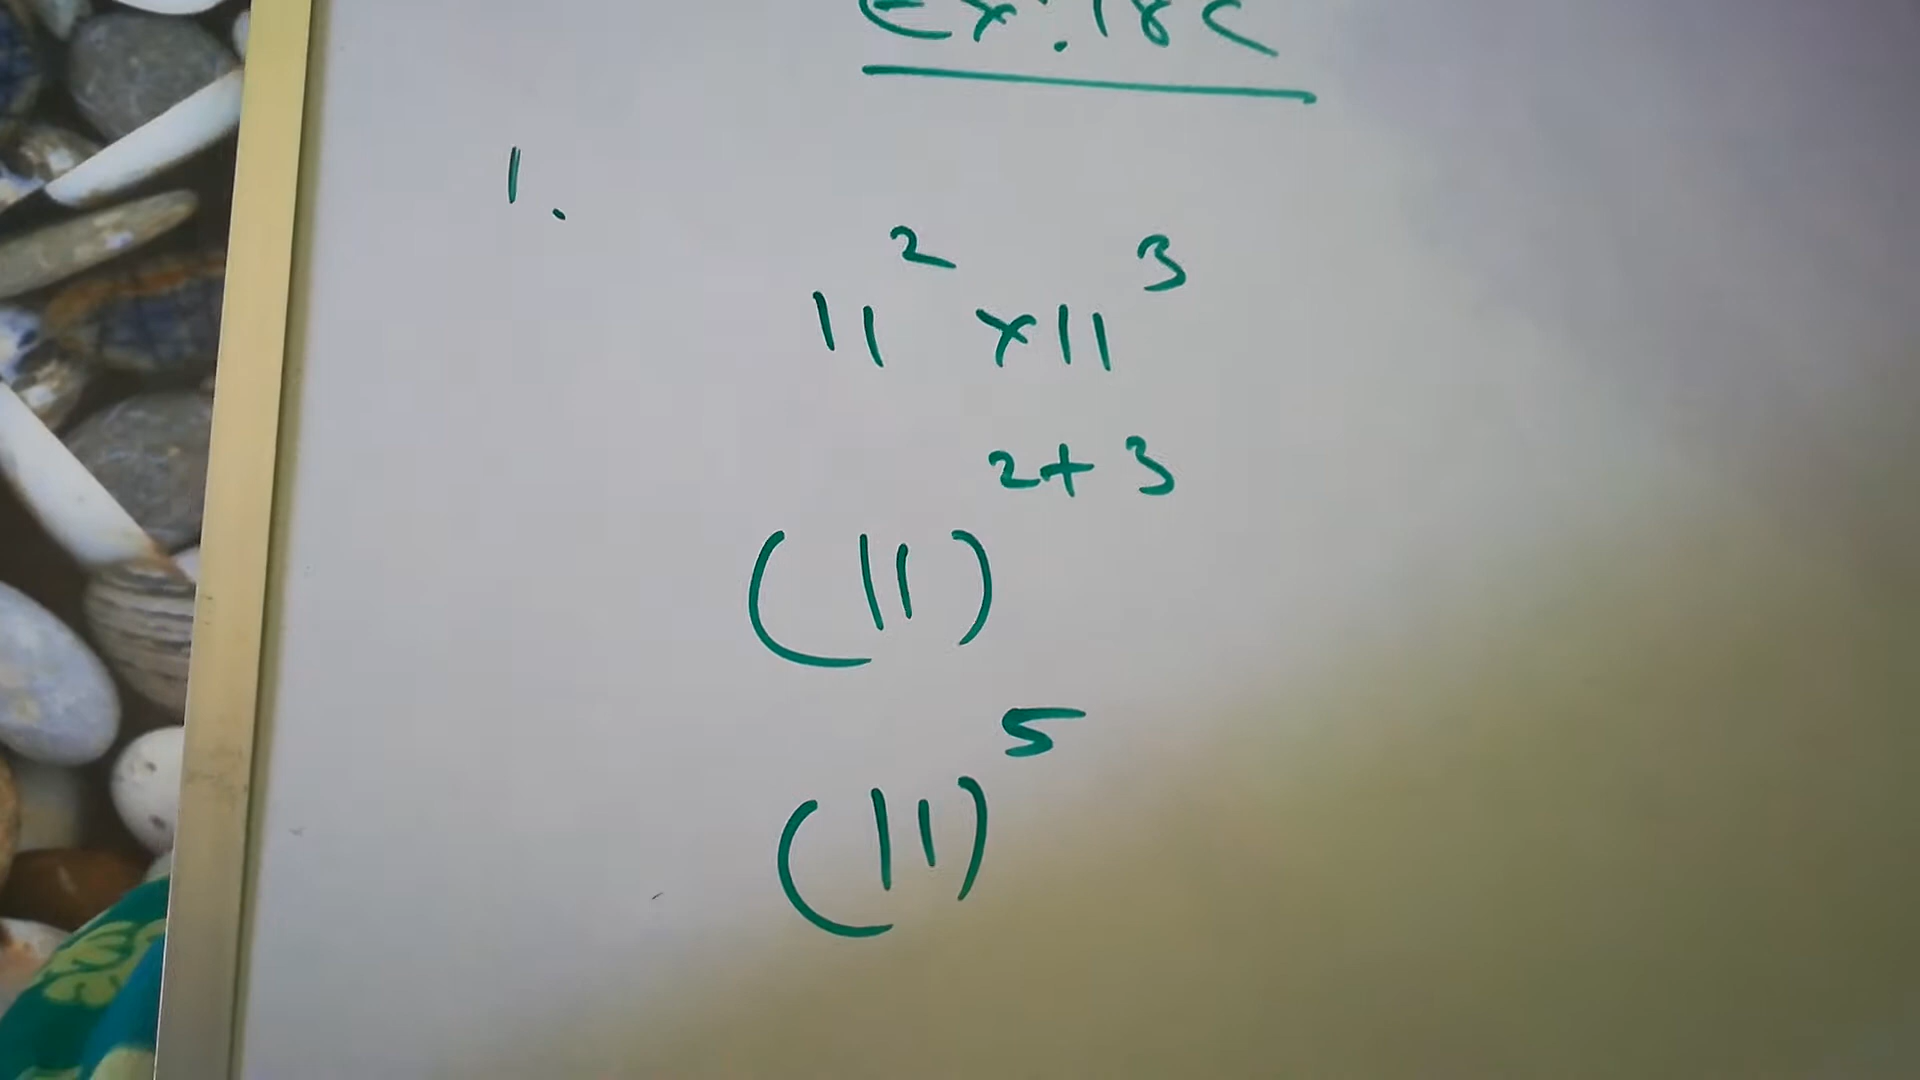 Ex. 18C
1.
11² × 11³
(11)²⁺³
(11)⁵